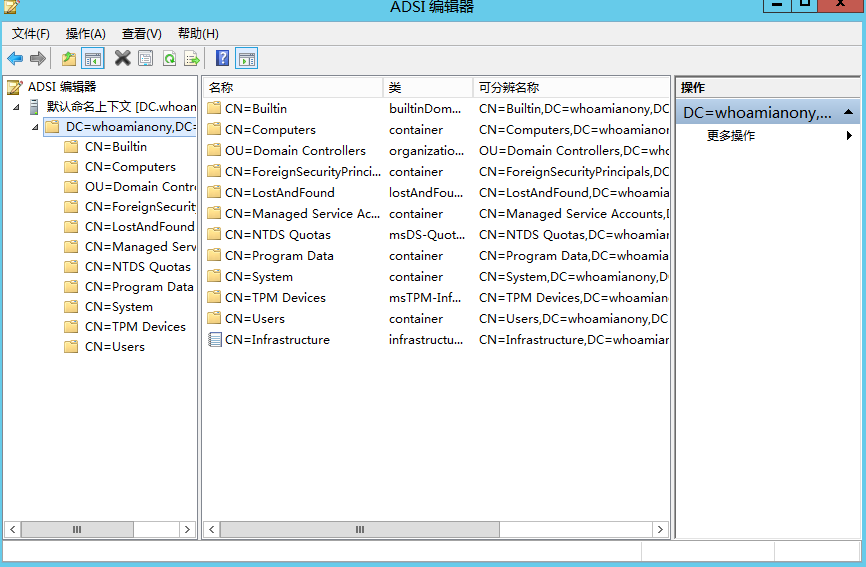 ADSI 编辑器
文件(F) 操作(A) 查看(V) 帮助(H)
ADSI 编辑器
默认命名上下文 [DC.whoam
DC=whoamianony,DC=
CN=Builtin
CN=Computers
OU=Domain Contro
CN=ForeignSecurity
CN=LostAndFound
CN=Managed Serv
CN=NTDS Quotas
CN=Program Data
CN=System
CN=TPM Devices
CN=Users
名称 类 可分辨名称
CN=Builtin builtinDom... CN=Builtin,DC=whoamianony,DC
CN=Computers container CN=Computers,DC=whoamianor
OU=Domain Controllers organizatio... OU=Domain Controllers,DC=whc
CN=ForeignSecurityPrinci... container CN=ForeignSecurityPrincipals,DC
CN=LostAndFound lostAndFou... CN=LostAndFound,DC=whoamia
CN=Managed Service Ac... container CN=Managed Service Accounts,D
CN=NTDS Quotas msDS-Quot... CN=NTDS Quotas,DC=whoamian
CN=Program Data container CN=Program Data,DC=whoamiar
CN=System container CN=System,DC=whoamianony,D
CN=TPM Devices msTPM-Inf... CN=TPM Devices,DC=whoamian
CN=Users container CN=Users,DC=whoamianony,DC
CN=Infrastructure infrastructu... CN=Infrastructure,DC=whoamiar
操作
DC=whoamianony,...
更多操作